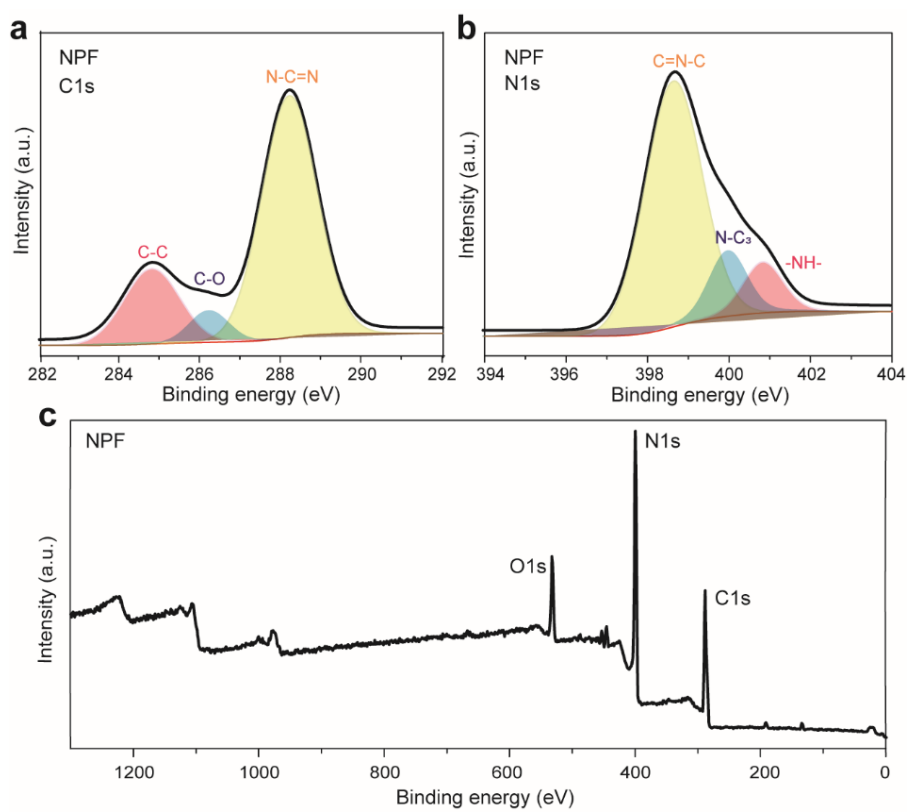 a
NPF
C1s
N-C=N
C-C
C-O
Intensity (a.u.)
282 284 286 288 290 292
Binding energy (eV)
b
NPF
N1s
C=N-C
N-C₃
-NH-
Intensity (a.u.)
394 396 398 400 402 404
Binding energy (eV)
c
NPF
N1s
O1s
C1s
Intensity (a.u.)
1200 1000 800 600 400 200 0
Binding energy (eV)